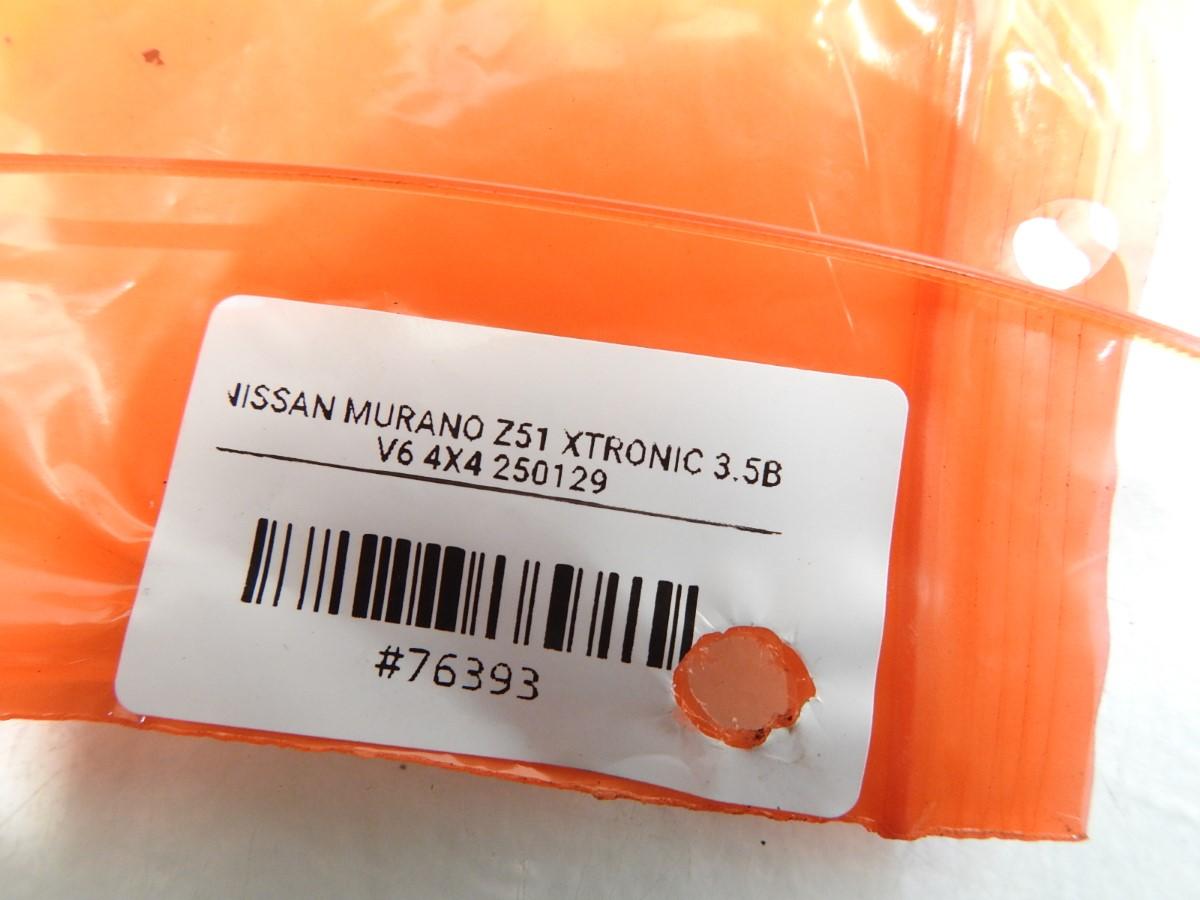 NISSAN MURANO Z51 XTRONIC 3.5B
V6 4X4 250129
#76393